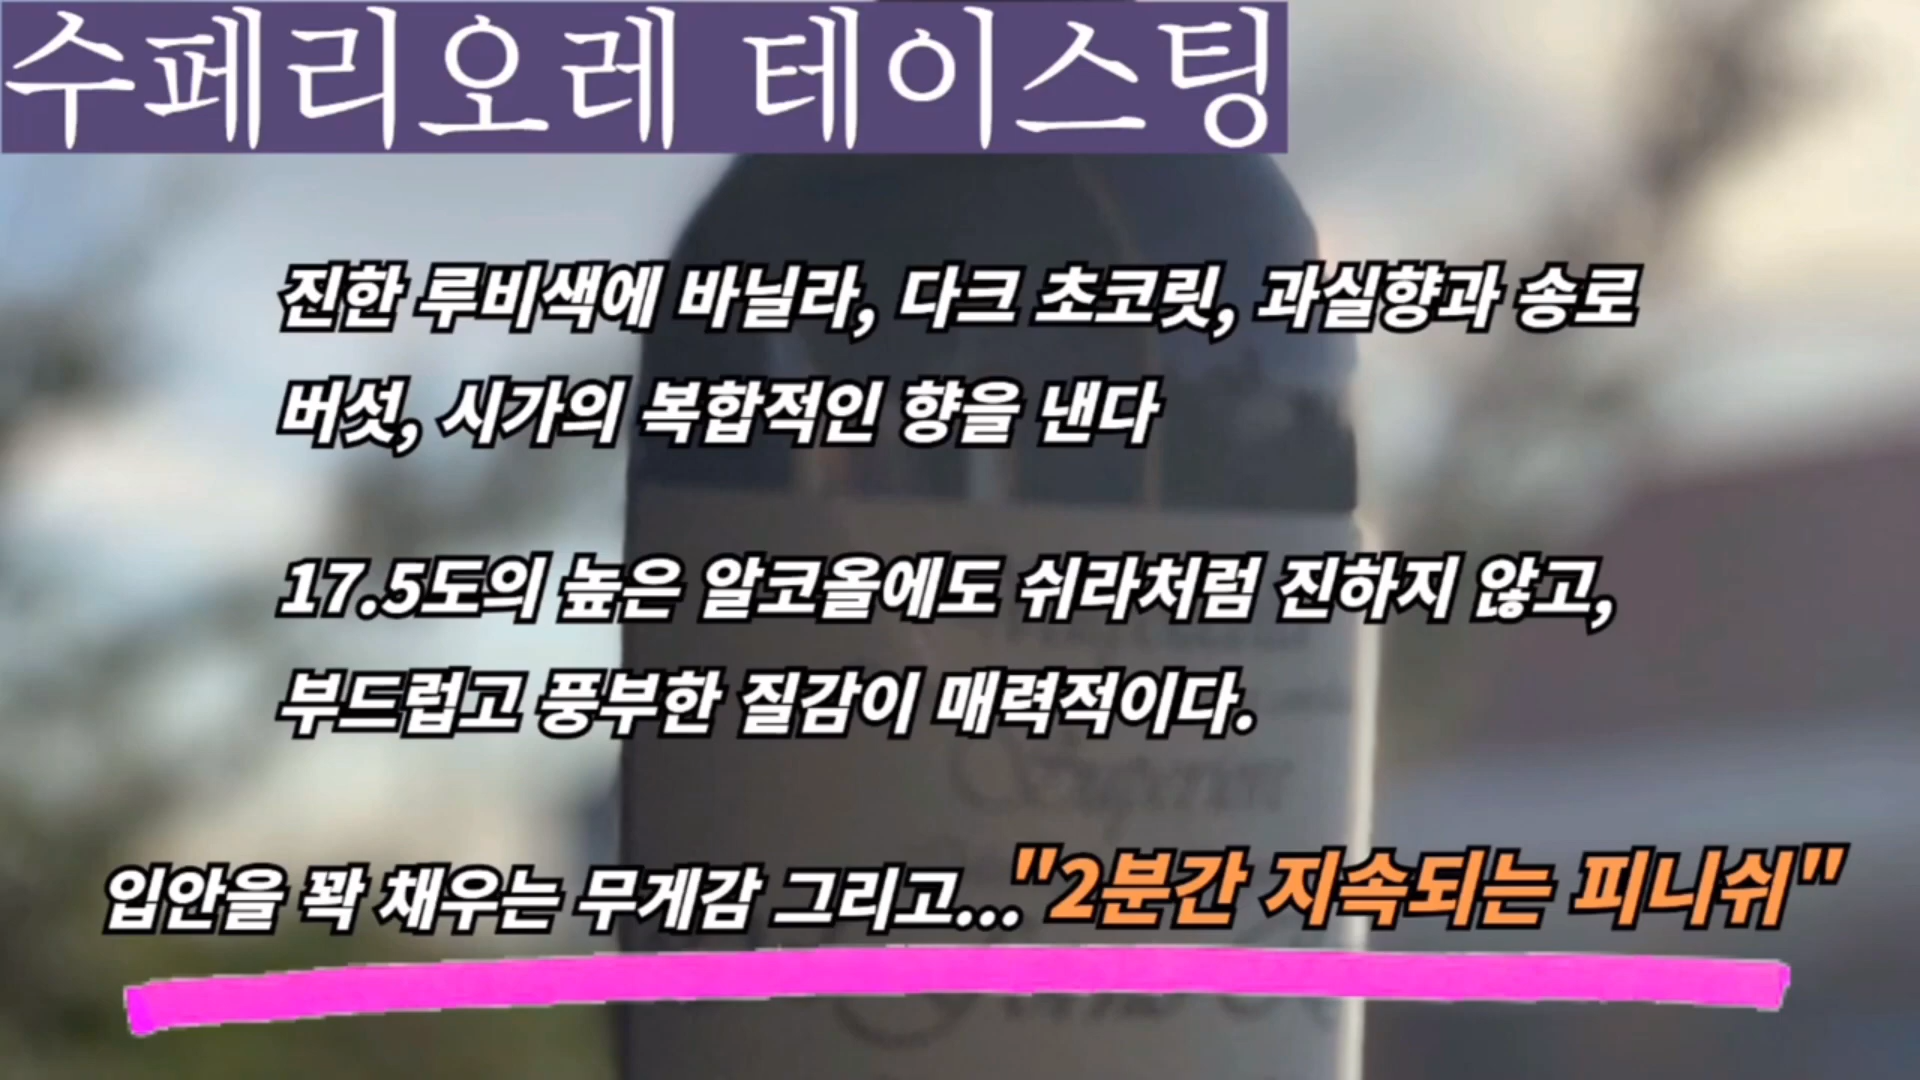 수페리오레 테이스팅
진한 루비색에 바닐라, 다크 초코릿, 과실향과 송로
버섯, 시가의 복합적인 향을 낸다
17.5도의 높은 알코올에도 쉬라처럼 진하지 않고,
부드럽고 풍부한 질감이 매력적이다.
Superiore
입안을 꽉 채우는 무게감 그리고..."2분간 지속되는 피니쉬"